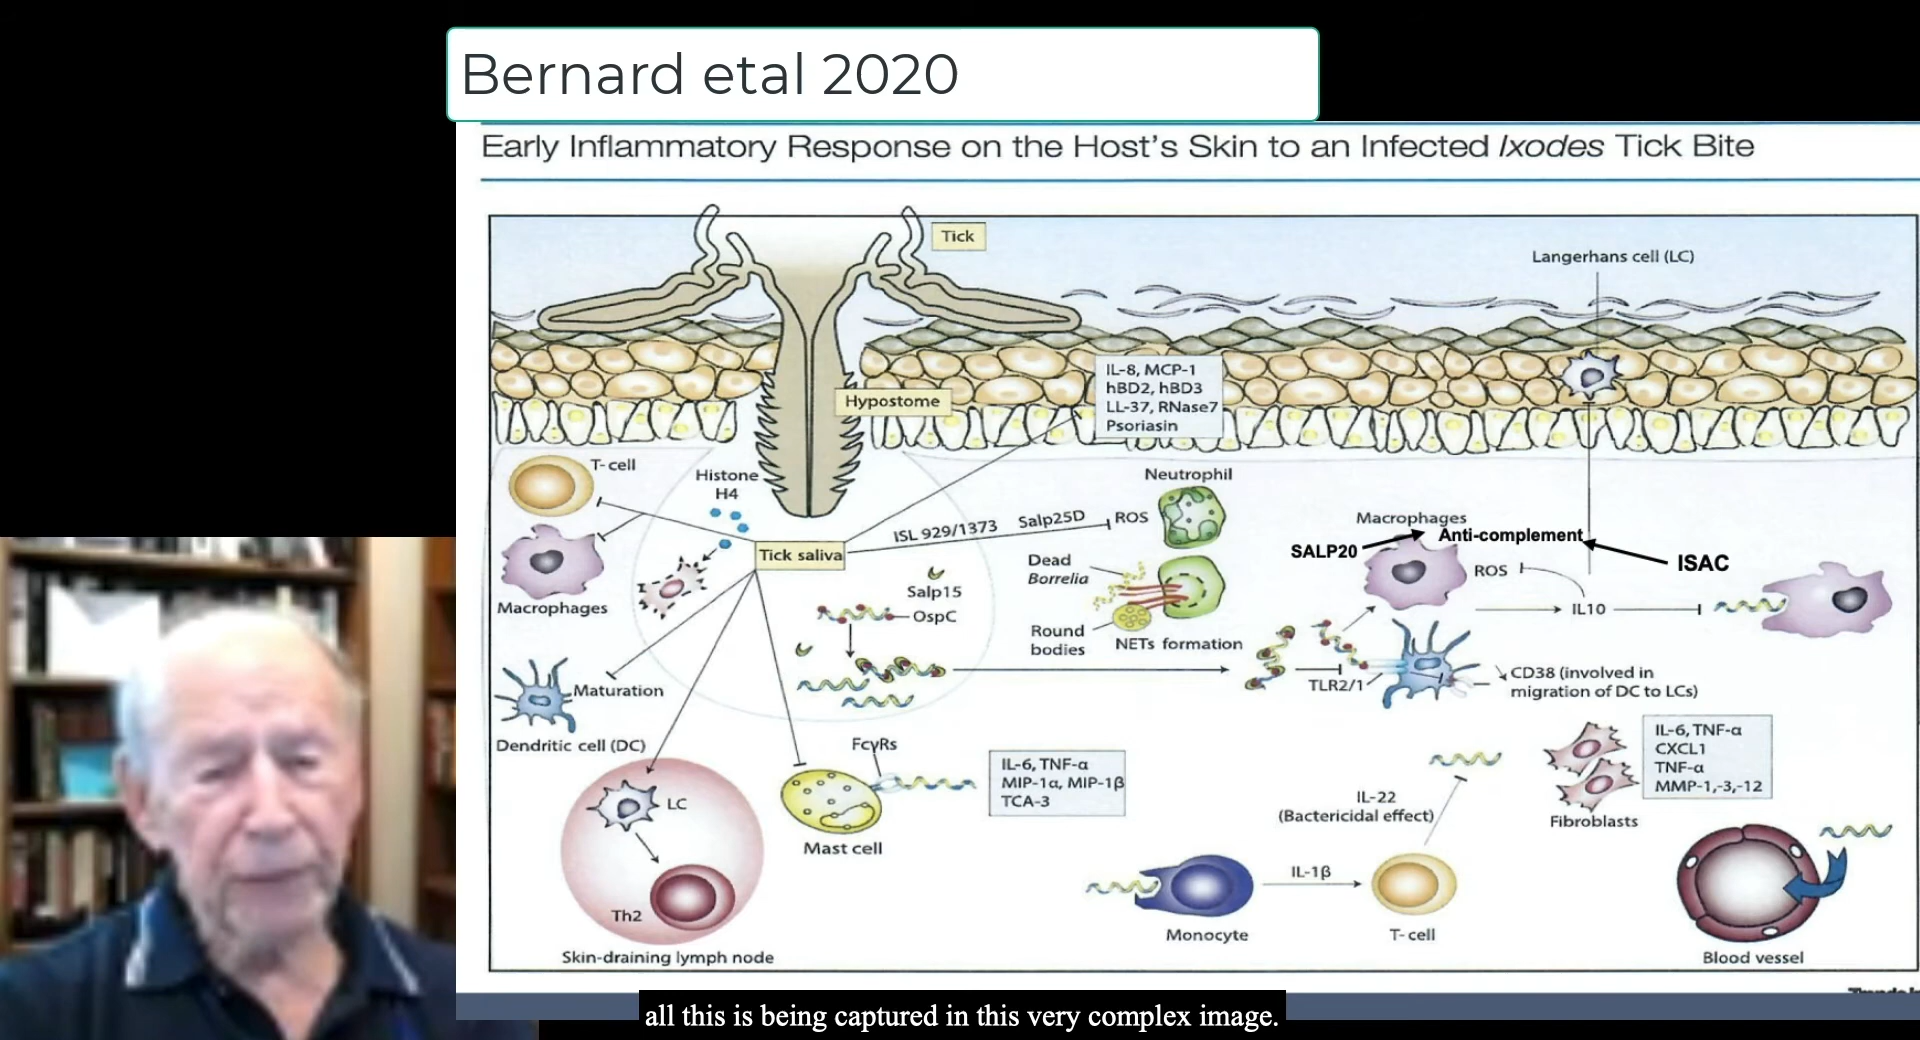 Bernard etal 2020
Early Inflammatory Response on the Host's Skin to an Infected Ixodes Tick Bite
Tick
Langerhans cell (LC)
IL-8, MCP-1
hBD2, hBD3
LL-37, RNase7
Psoriasin
Hypostome
T-cell
Histone
H4
Macrophages
Tick saliva
ISL 929/1373
Salp25D
ROS
Neutrophil
Dead
Borrelia
Round
bodies
NETs formation
Salp15
OspC
Macrophages
Anti-complement
SALP20
ISAC
ROS
IL10
TLR2/1
CD38 (involved in
migration of DC to LCs)
Maturation
Dendritic cell (DC)
LC
Th2
Skin-draining lymph node
FcγRs
Mast cell
IL-6, TNF-α
MIP-1α, MIP-1β
TCA-3
IL-22
(Bactericidal effect)
IL-1β
Monocyte
T-cell
IL-6, TNF-α
CXCL1
TNF-α
MMP-1,-3,-12
Fibroblasts
Blood vessel
all this is being captured in this very complex image.